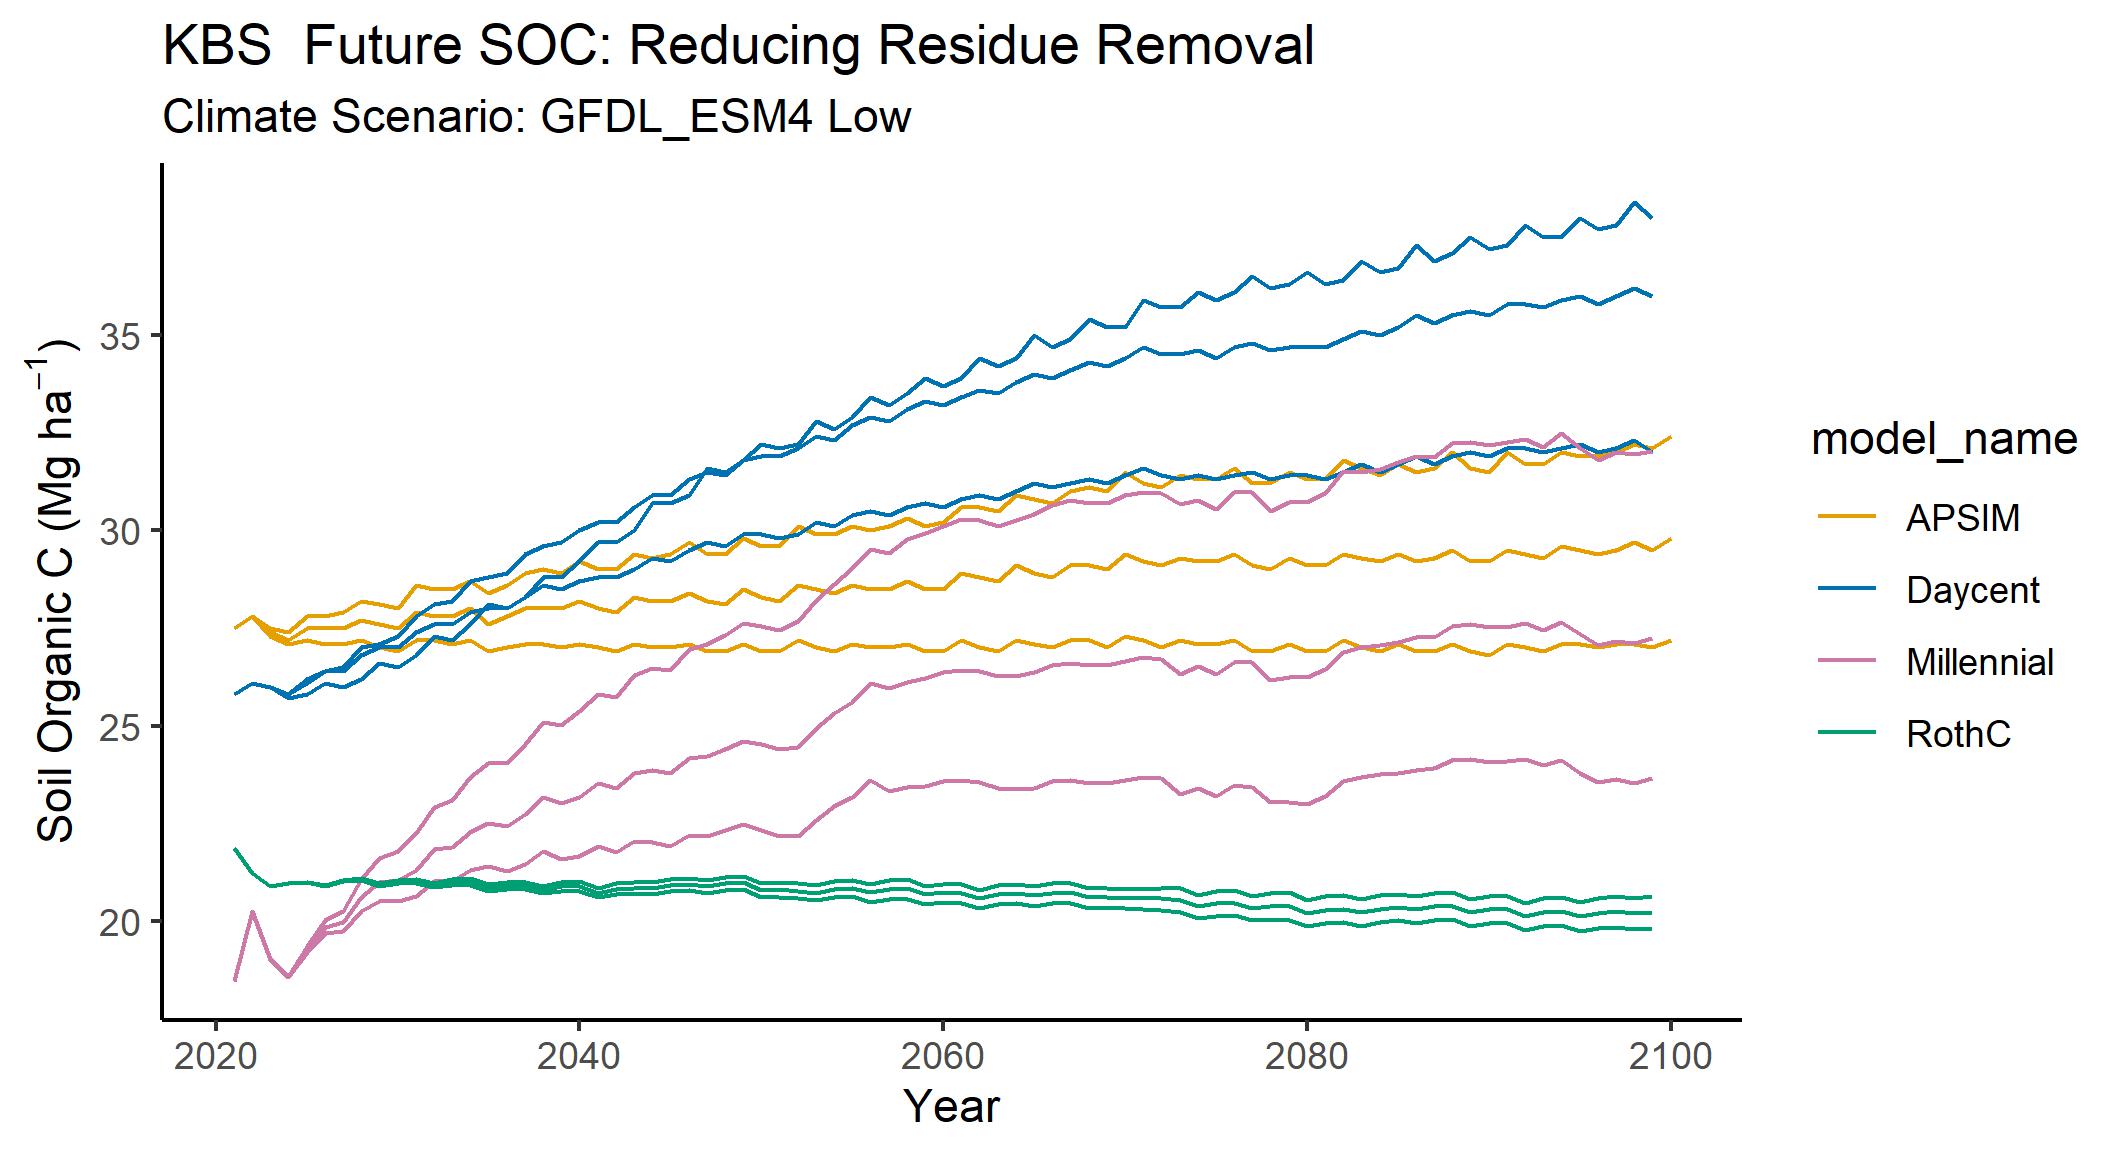 KBS  Future SOC: Reducing Residue Removal
Climate Scenario: GFDL_ESM4 Low
Soil Organic C (Mg ha⁻¹)
35
30
25
20
2020 2040 2060 2080 2100
Year
model_name
APSIM
Daycent
Millennial
RothC